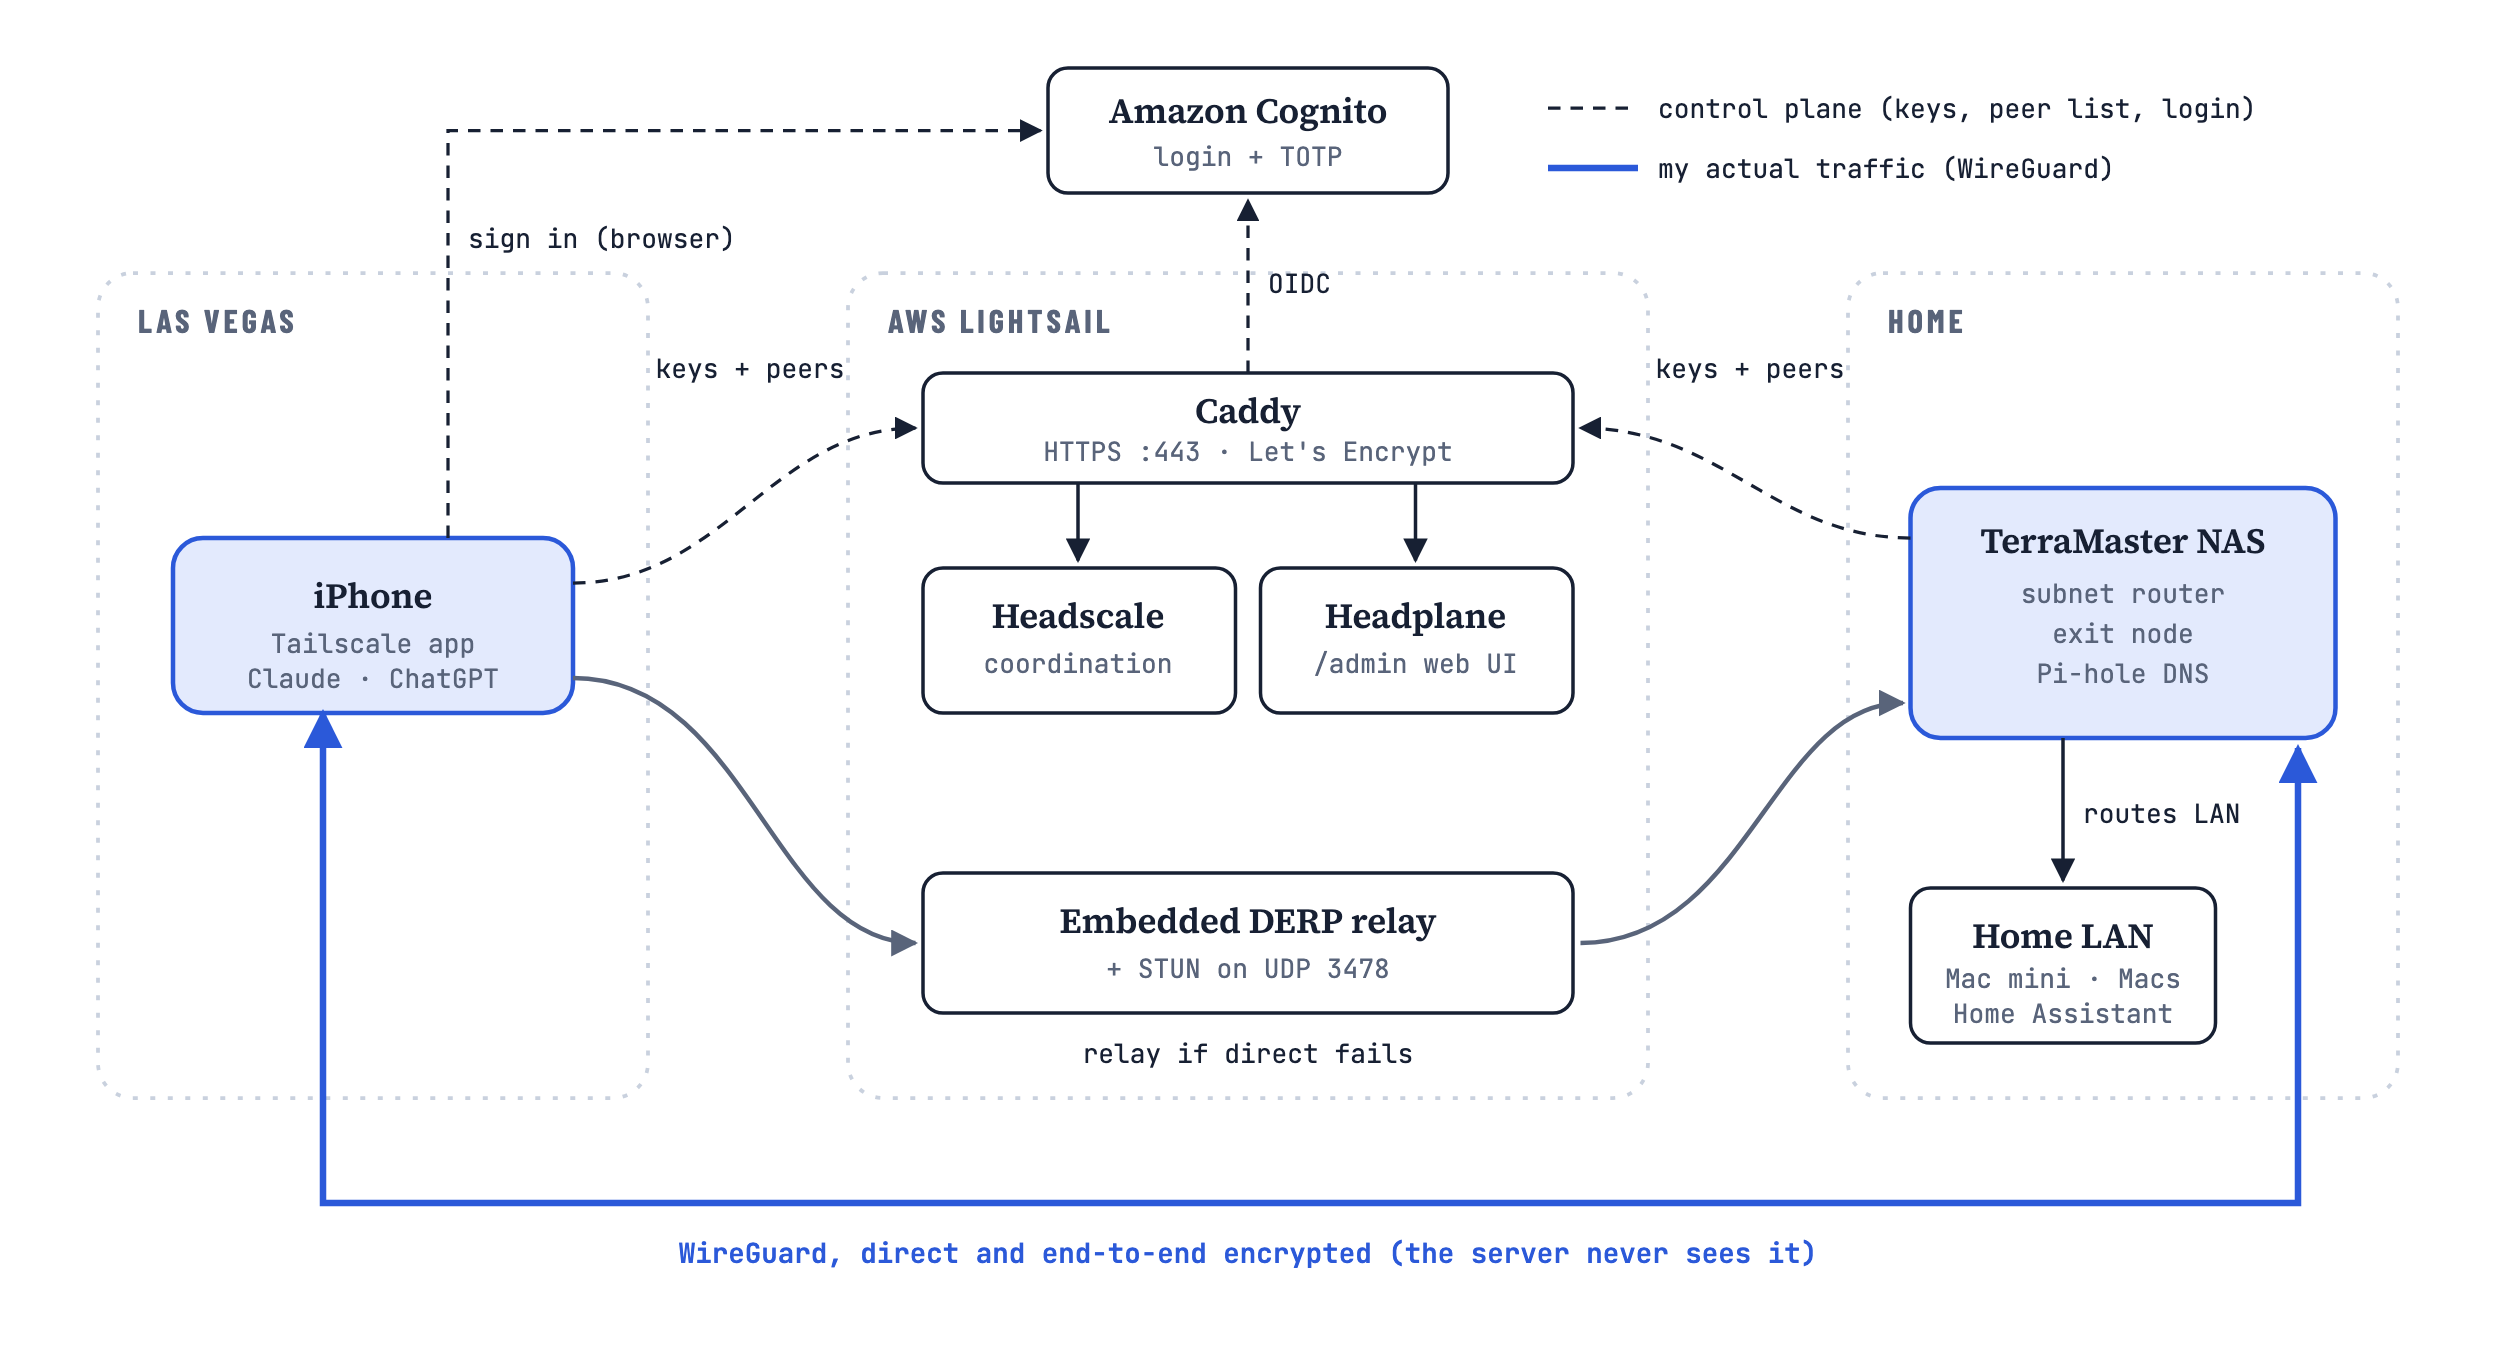 Amazon Cognito
login + TOTP
control plane (keys, peer list, login)
my actual traffic (WireGuard)
sign in (browser)
OIDC
LAS VEGAS
AWS LIGHTSAIL
HOME
keys + peers
keys + peers
Caddy
HTTPS :443 · Let's Encrypt
iPhone
Tailscale app
Claude · ChatGPT
Headscale
coordination
Headplane
/admin web UI
TerraMaster NAS
subnet router
exit node
Pi-hole DNS
routes LAN
Embedded DERP relay
+ STUN on UDP 3478
relay if direct fails
Home LAN
Mac mini · Macs
Home Assistant
WireGuard, direct and end-to-end encrypted (the server never sees it)